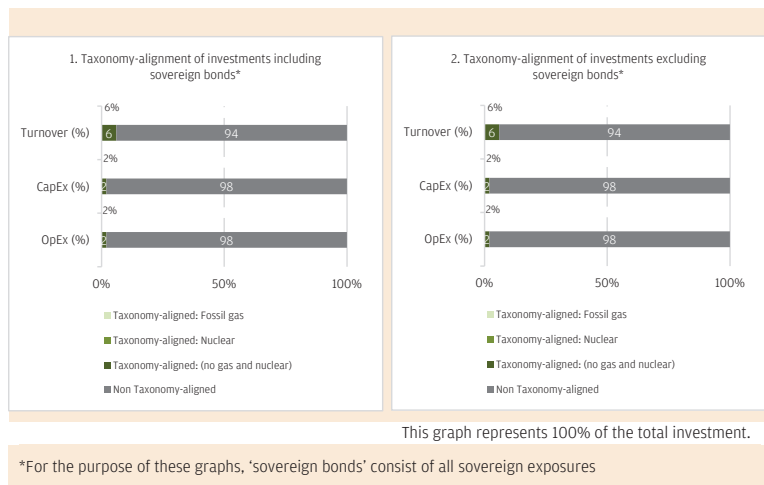 1. Taxonomy-alignment of investments including
sovereign bonds*
6%
Turnover (%) 6 94
2%
CapEx (%) 2 98
2%
OpEx (%) 2 98
0% 50% 100%
Taxonomy-aligned: Fossil gas
Taxonomy-aligned: Nuclear
Taxonomy-aligned: (no gas and nuclear)
Non Taxonomy-aligned
2. Taxonomy-alignment of investments excluding
sovereign bonds*
6%
Turnover (%) 6 94
2%
CapEx (%) 2 98
2%
OpEx (%) 2 98
0% 50% 100%
Taxonomy-aligned: Fossil gas
Taxonomy-aligned: Nuclear
Taxonomy-aligned: (no gas and nuclear)
Non Taxonomy-aligned
This graph represents 100% of the total investment.
*For the purpose of these graphs, ‘sovereign bonds’ consist of all sovereign exposures